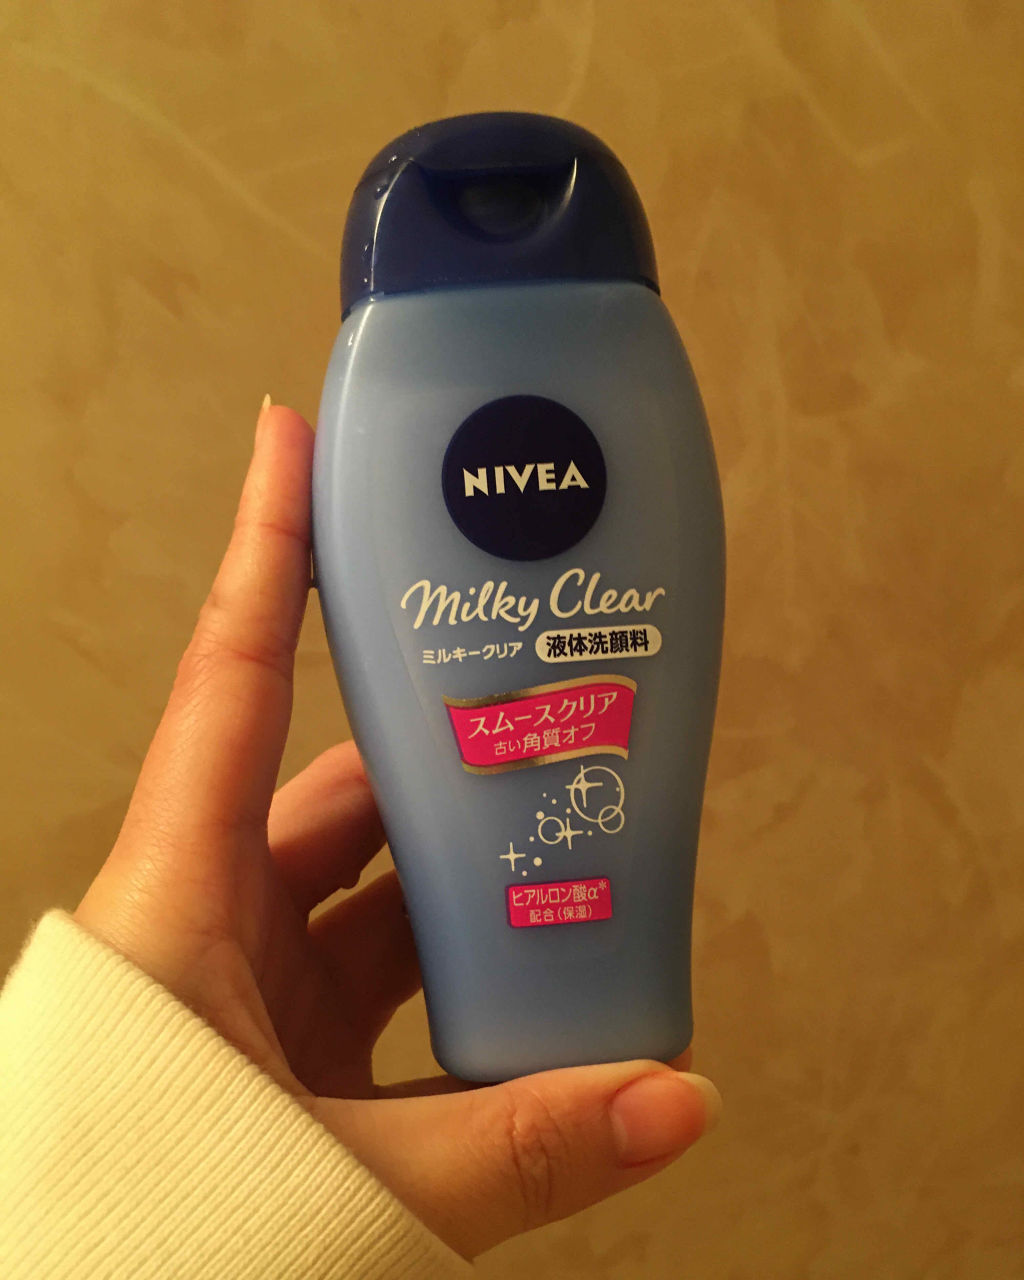 NIVEA
Milky Clear
ミルキークリア 液体洗顔料
スムースクリア
古い角質オフ
ヒアルロン酸α*
配合(保湿)